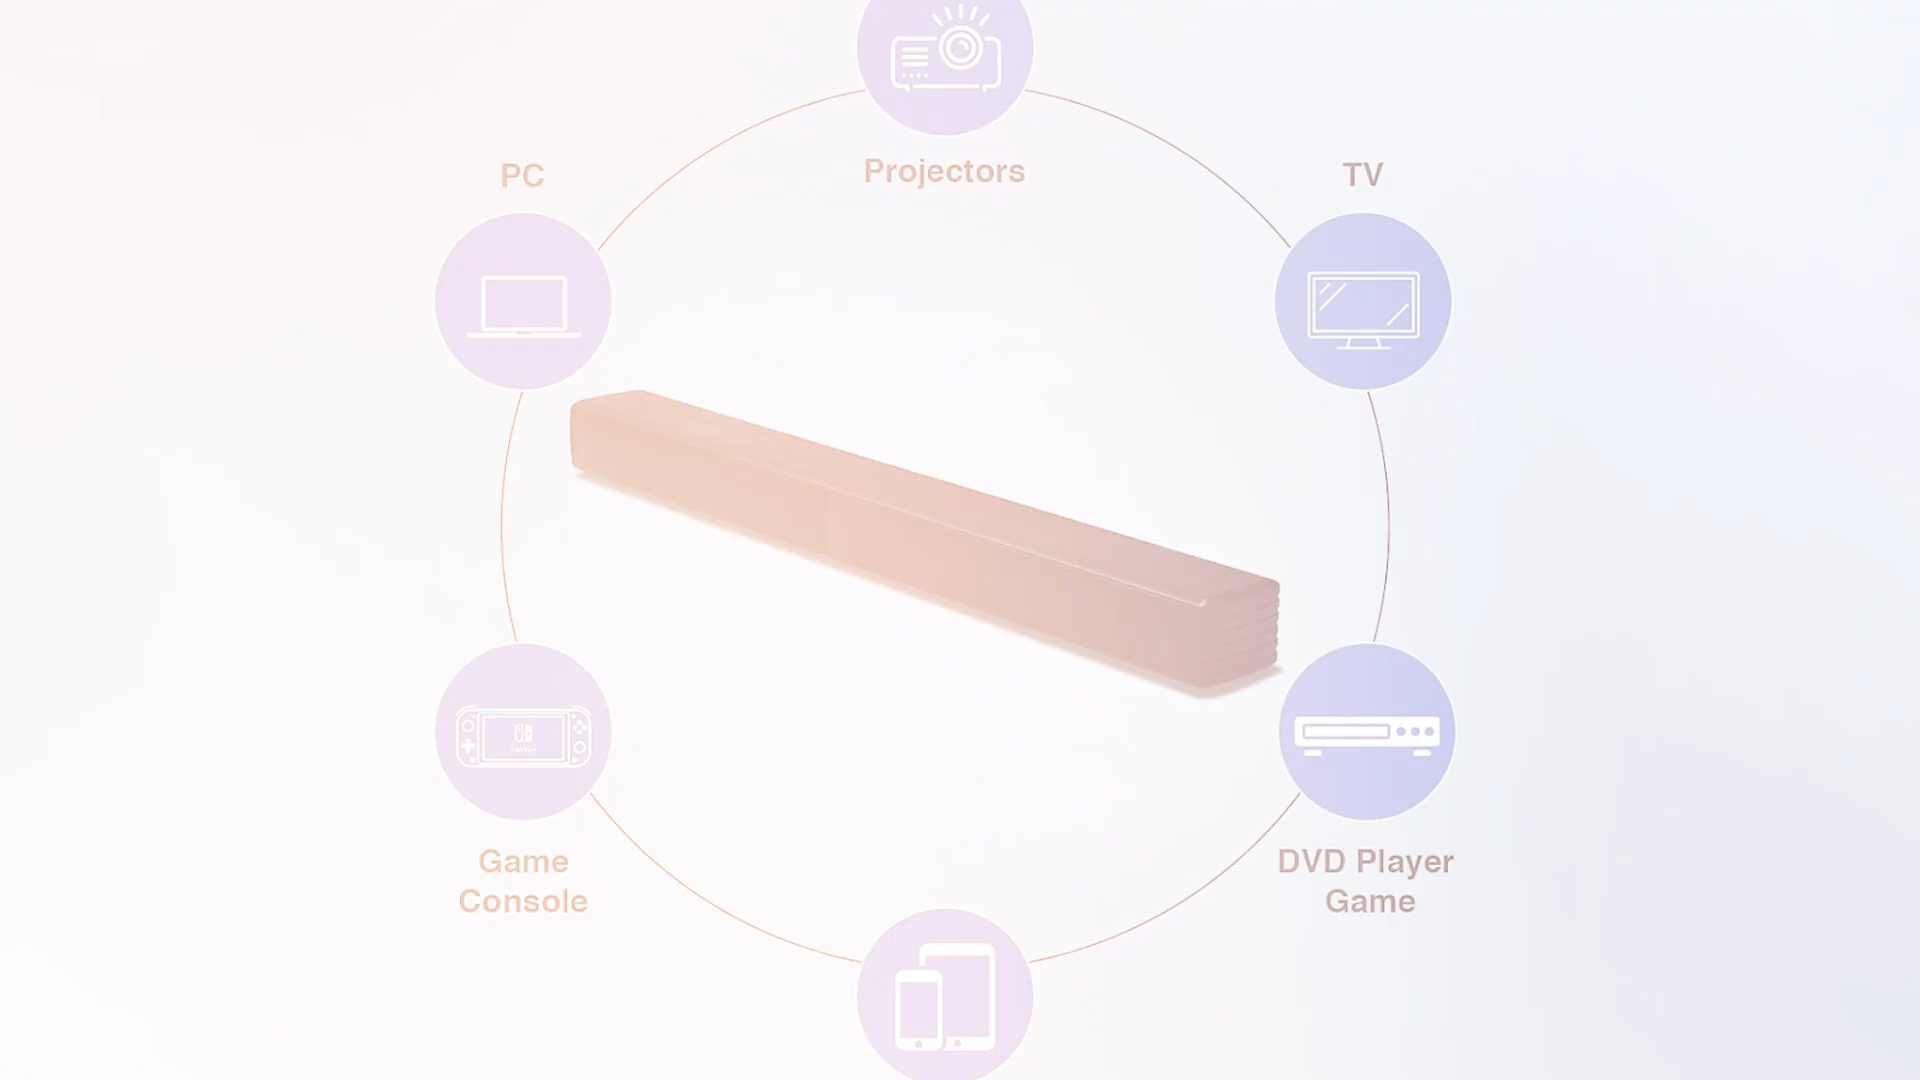 Projectors
PC
TV
Game
Console
DVD Player
Game